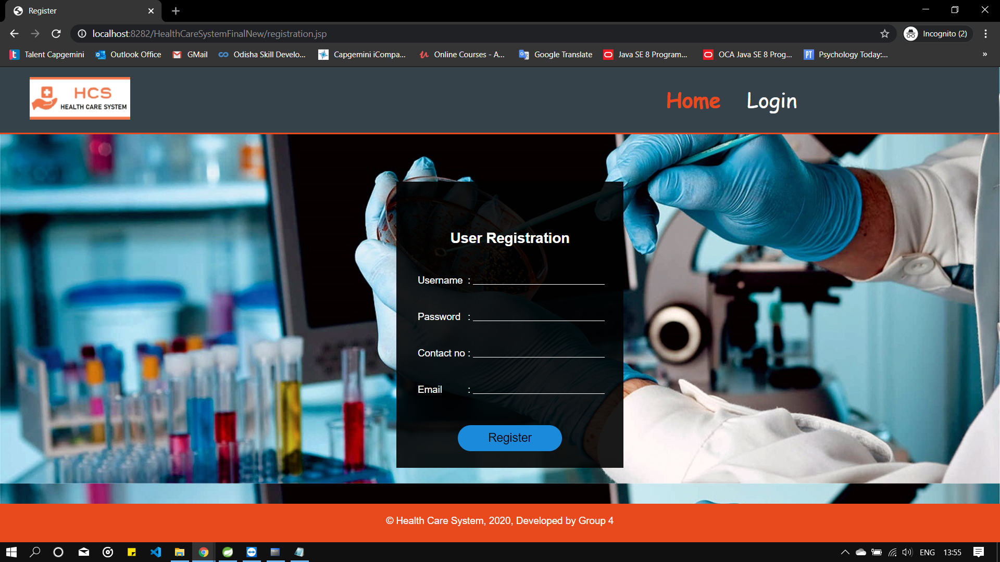 Register
localhost:8282/HealthCareSystemFinalNew/registration.jsp
Incognito (2)
Talent Capgemini
Outlook Office
GMail
Odisha Skill Develo...
Capgemini iCompa...
Online Courses - A...
Google Translate
Java SE 8 Program...
OCA Java SE 8 Prog...
PT
Psychology Today:...
»
HCS
HEALTH CARE SYSTEM
Home
Login
User Registration
Username :
Password :
Contact no :
Email :
Register
© Health Care System, 2020, Developed by Group 4
ENG
13:55